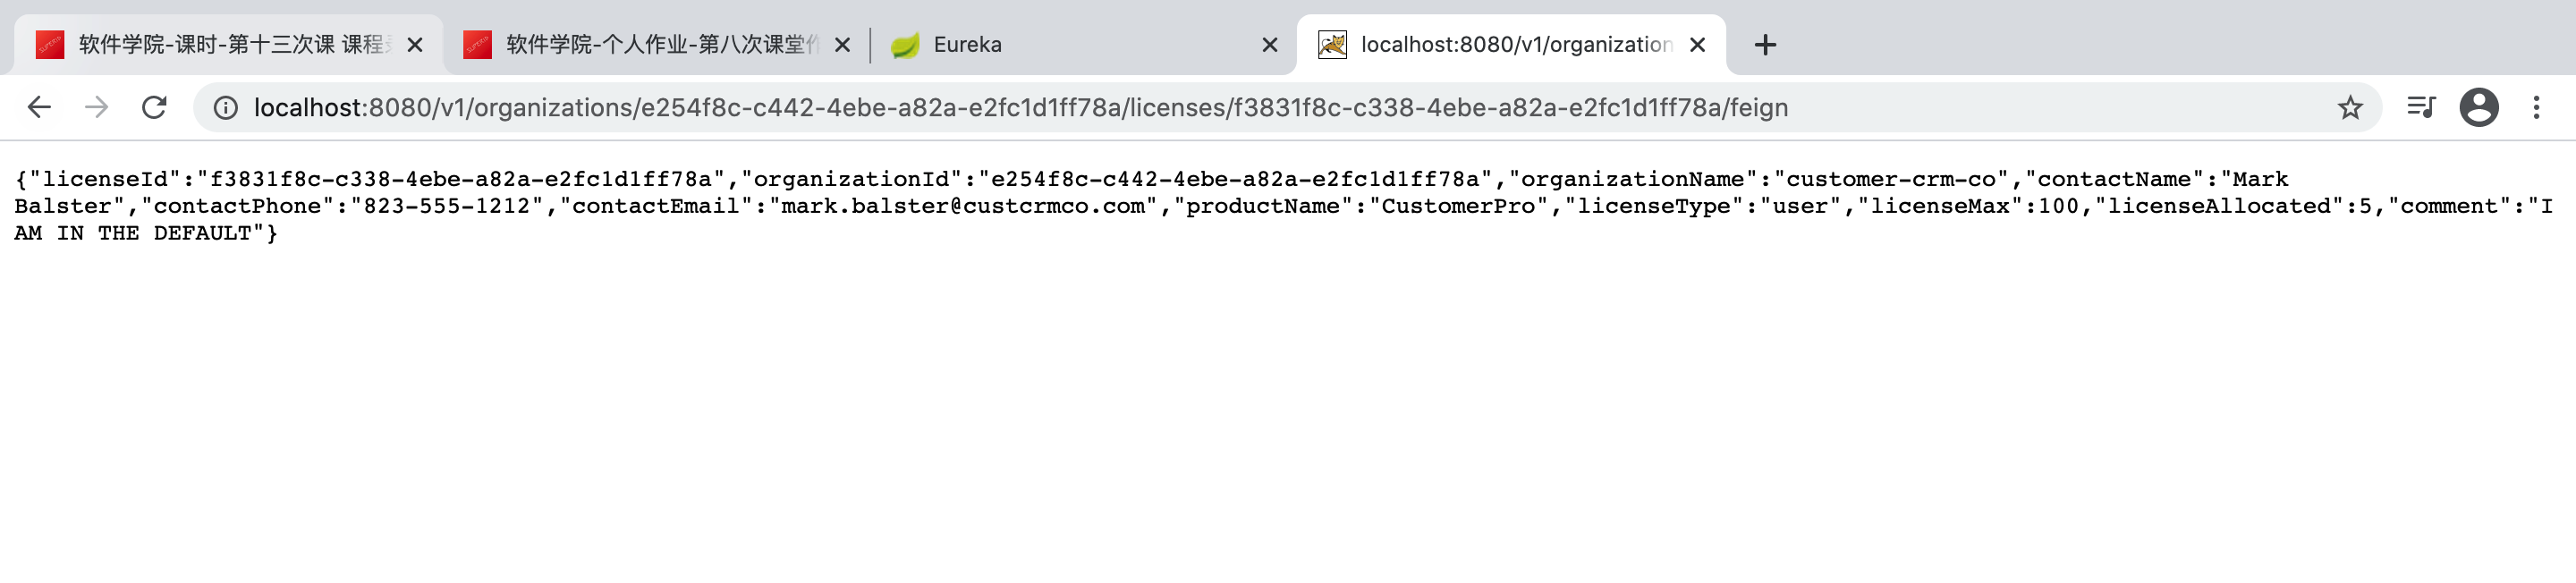 软件学院-课时-第十三次课 课程
软件学院-个人作业-第八次课堂
Eureka
localhost:8080/v1/organization
localhost:8080/v1/organizations/e254f8c-c442-4ebe-a82a-e2fc1d1ff78a/licenses/f3831f8c-c338-4ebe-a82a-e2fc1d1ff78a/feign
{"licenseId":"f3831f8c-c338-4ebe-a82a-e2fc1d1ff78a","organizationId":"e254f8c-c442-4ebe-a82a-e2fc1d1ff78a","organizationName":"customer-crm-co","contactName":"Mark
Balster","contactPhone":"823-555-1212","contactEmail":"mark.balster@custcrmco.com","productName":"CustomerPro","licenseType":"user","licenseMax":100,"licenseAllocated":5,"comment":"I
AM IN THE DEFAULT"}